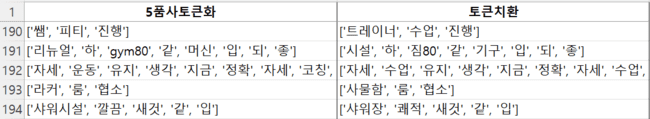 1 5품사토큰화 토큰치환
190 ['쌤', '피티', '진행'] ['트레이너', '수업', '진행']
191 ['리뉴얼', '하', 'gym80', '같', '머신', '입', '되', '좋'] ['시설', '하', '짐80', '같', '기구', '입', '되', '좋']
192 ['자세', '운동', '유지', '생각', '지금', '정확', '자세', '코칭', ['자세', '수업', '유지', '생각', '지금', '정확', '자세', '수업',
193 ['라커', '룸', '협소'] ['사물함', '룸', '협소']
194 ['샤워시설', '깔끔', '새것', '같', '입'] ['샤워장', '쾌적', '새것', '같', '입']